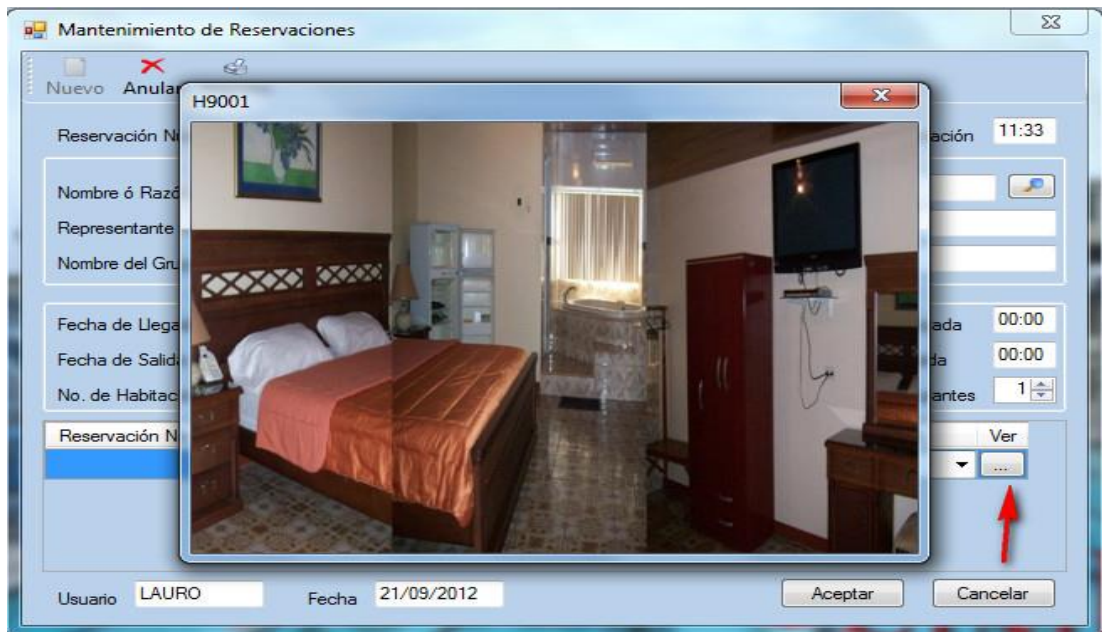 Mantenimiento de Reservaciones
Nuevo Anular
H9001
Reservación Nú ación 11:33
Nombre ó Razó
Representante
Nombre del Gru
Fecha de Llega ada 00:00
Fecha de Salida da 00:00
No. de Habitac antes 1
Reservación N Ver
...
Usuario LAURO Fecha 21/09/2012 Aceptar Cancelar